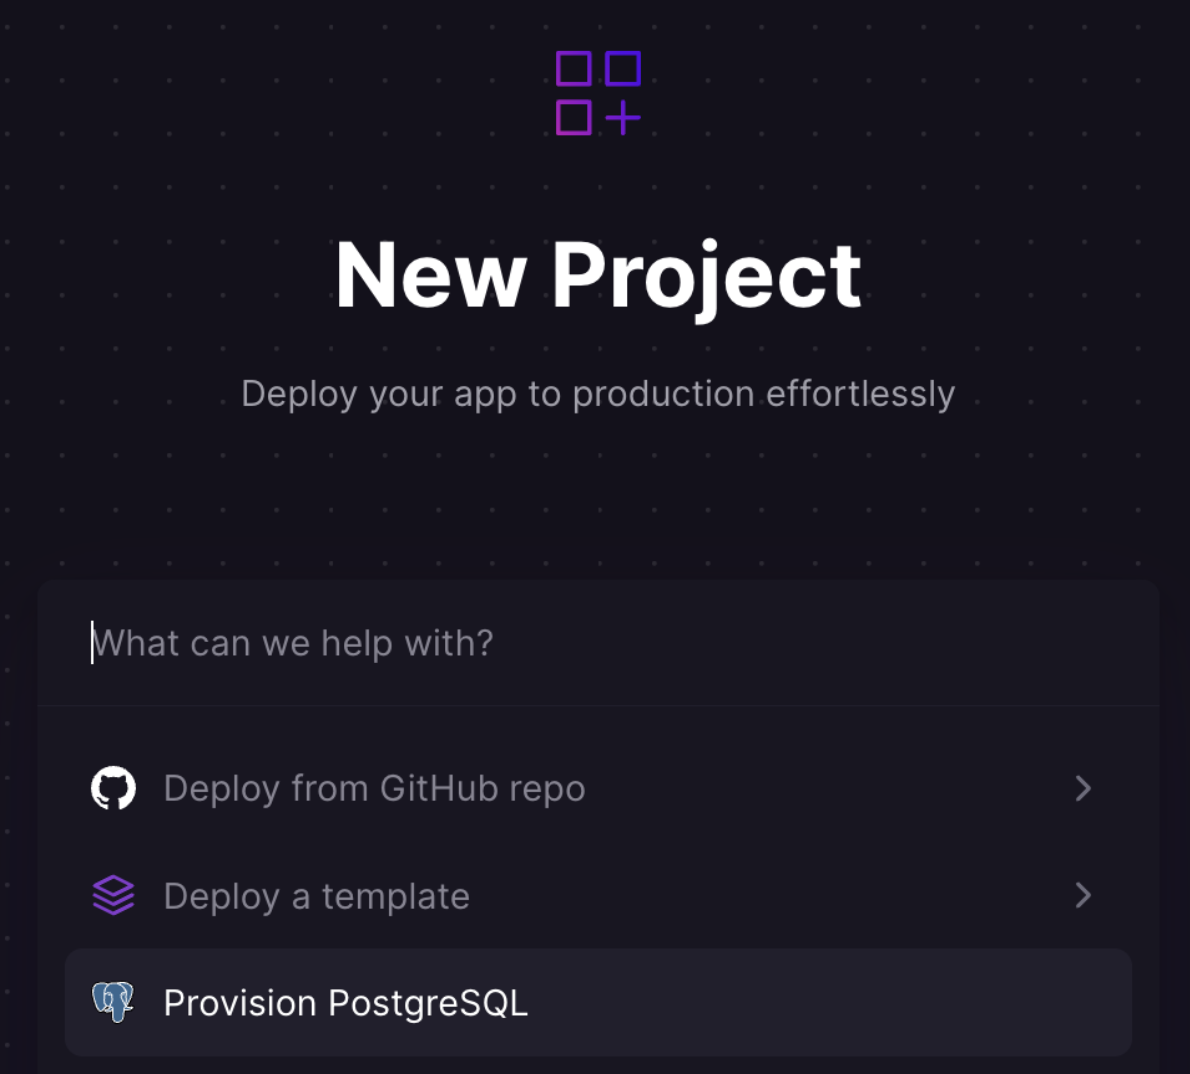 New Project
Deploy your app to production effortlessly
What can we help with?
Deploy from GitHub repo
Deploy a template
Provision PostgreSQL